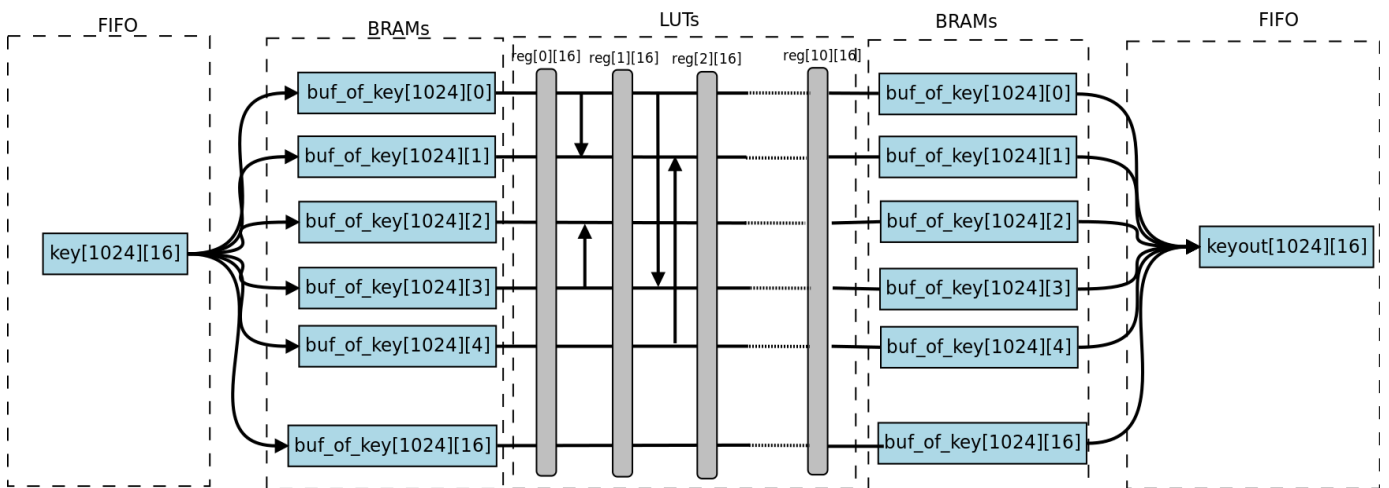 FIFO
BRAMs
LUTs
BRAMs
FIFO
reg[0][16] reg[1][16] reg[2][16] reg[10][16]
buf_of_key[1024][0]
buf_of_key[1024][1]
buf_of_key[1024][2]
key[1024][16]
buf_of_key[1024][3]
buf_of_key[1024][4]
buf_of_key[1024][16]
buf_of_key[1024][0]
buf_of_key[1024][1]
buf_of_key[1024][2]
buf_of_key[1024][3]
buf_of_key[1024][4]
buf_of_key[1024][16]
keyout[1024][16]